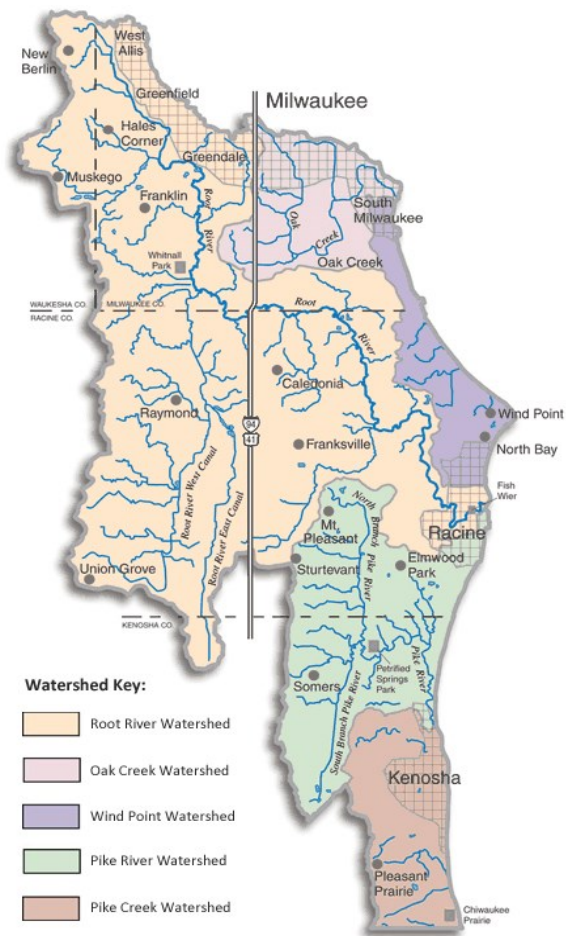 West
Allis
New
Berlin
Greenfield
Milwaukee
Hales
Corner
Greendale
Muskego
Franklin
Root
River
Oak
Creek
South
Milwaukee
Whitnall
Park
Oak Creek
WAUKESHA CO.
MILWAUKEE CO.
RACINE CO.
Root
River
Caledonia
Raymond
94
41
Wind Point
Franksville
North Bay
Root River West Canal
Root River East Canal
Fish
Wier
North Branch
Pike River
Mt.
Pleasant
Racine
Union Grove
Sturtevant
Elmwood
Park
KENOSHA CO.
Petrified
Springs
Park
Pike River
Somers
South Branch Pike River
Watershed Key:
Root River Watershed
Oak Creek Watershed
Wind Point Watershed
Pike River Watershed
Pike Creek Watershed
Kenosha
Pleasant
Prairie
Chiwaukee
Prairie